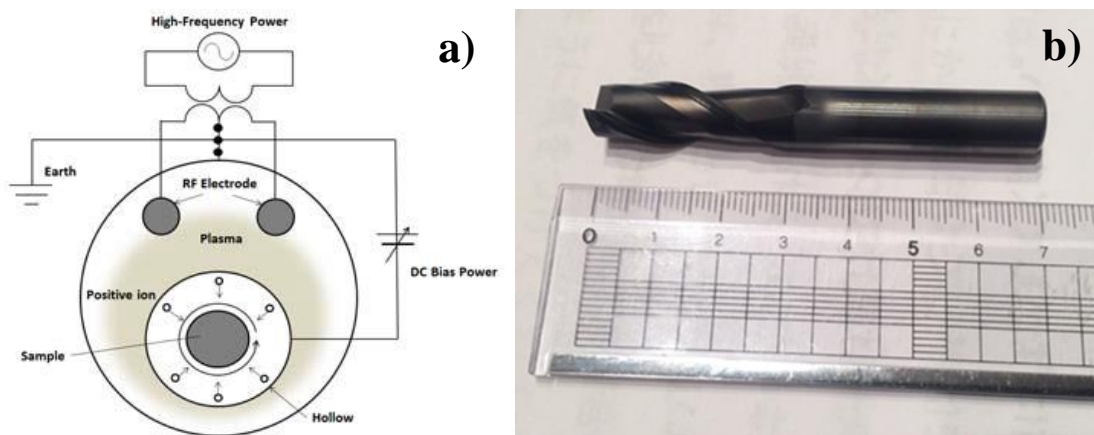 High-Frequency Power
a)
Earth
RF Electrode
Plasma
DC Bias Power
Positive ion
Sample
Hollow
b)
0 1 2 3 4 5 6 7